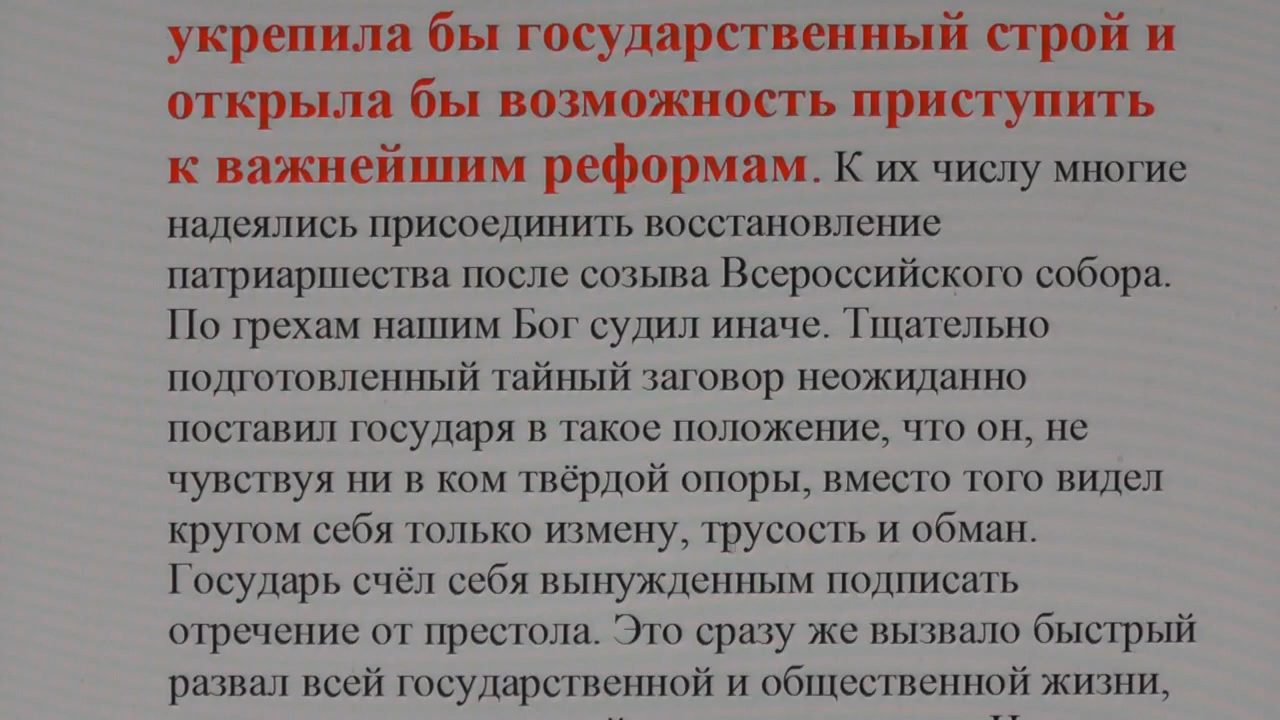 укрепила бы государственный строй и
открыла бы возможность приступить
к важнейшим реформам. К их числу многие
надеялись присоединить восстановление
патриаршества после созыва Всероссийского собора.
По грехам нашим Бог судил иначе. Тщательно
подготовленный тайный заговор неожиданно
поставил государя в такое положение, что он, не
чувствуя ни в ком твёрдой опоры, вместо того видел
кругом себя только измену, трусость и обман.
Государь счёл себя вынужденным подписать
отречение от престола. Это сразу же вызвало быстрый
развал всей государственной и общественной жизни,